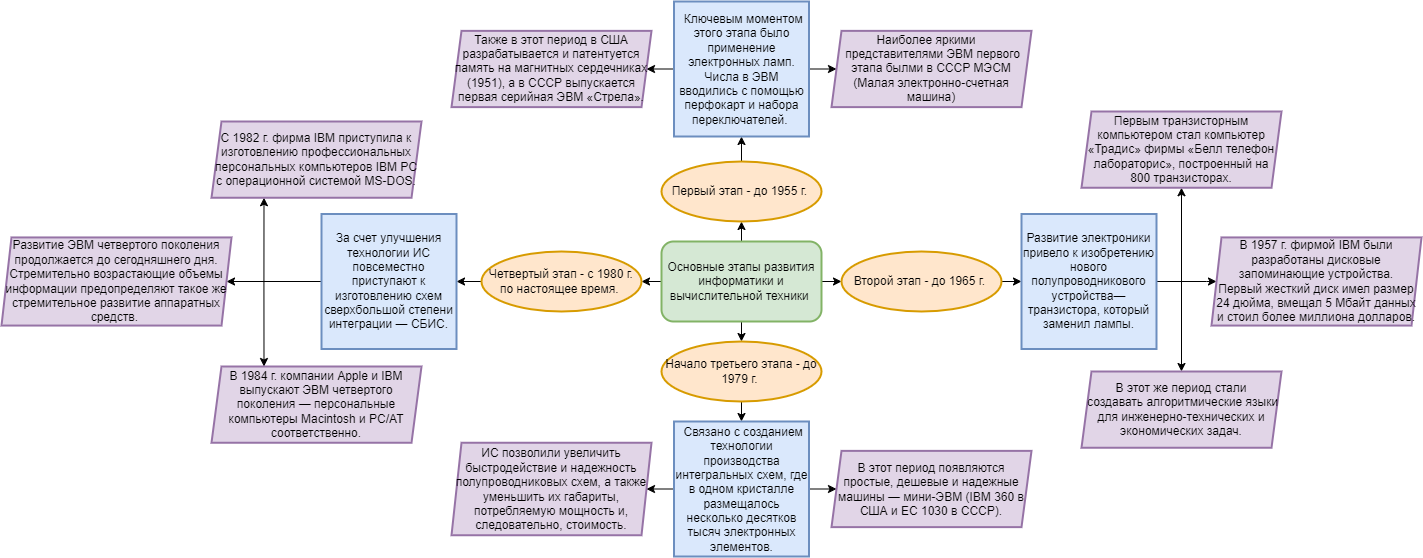 Ключевым моментом
этого этапа было
применение
электронных ламп.
Числа в ЭВМ
вводились с помощью
перфокарт и набора
переключателей.
Также в этот период в США
разрабатывается и патентуется
память на магнитных сердечниках
(1951), а в СССР выпускается
первая серийная ЭВМ «Стрела».
Наиболее яркими
представителями ЭВМ первого
этапа былми в СССР МЭСМ
(Малая электронно-счетная
машина)
Первый этап - до 1955 г.
С 1982 г. фирма IBM приступила к
изготовлению профессиональных
персональных компьютеров IBM PC
с операционной системой MS-DOS.
Первым транзисторным
компьютером стал компьютер
«Традис» фирмы «Белл телефон
лабораторис», построенный на
800 транзисторах.
Развитие ЭВМ четвертого поколения
продолжается до сегодняшнего дня.
Стремительно возрастающие объемы
информации предопределяют такое же
стремительное развитие аппаратных
средств.
За счет улучшения
технологии ИС
повсеместно
приступают к
изготовлению схем
сверхбольшой степени
интеграции — СБИС.
Четвертый этап - с 1980 г.
по настоящее время.
Основные этапы развития
информатики и
вычислительной техники
Второй этап - до 1965 г.
Развитие электроники
привело к изобретению
нового
полупроводникового
устройства—
транзистора, который
заменил лампы.
В 1957 г. фирмой IBM были
разработаны дисковые
запоминающие устройства.
Первый жесткий диск имел размер
24 дюйма, вмещал 5 Мбайт данных
и стоил более миллиона долларов.
В 1984 г. компании Apple и IBM
выпускают ЭВМ четвертого
поколения — персональные
компьютеры Macintosh и PC/AT
соответственно.
Начало третьего этапа - до
1979 г.
В этот же период стали
создавать алгоритмические языки
для инженерно-технических и
экономических задач.
ИС позволили увеличить
быстродействие и надежность
полупроводниковых схем, а также
уменьшить их габариты,
потребляемую мощность и,
следовательно, стоимость.
Связано с созданием
технологии
производства
интегральных схем, где
в одном кристалле
размещалось
несколько десятков
тысяч электронных
элементов.
В этот период появляются
простые, дешевые и надежные
машины — мини-ЭВМ (IBM 360 в
США и ЕС 1030 в СССР).